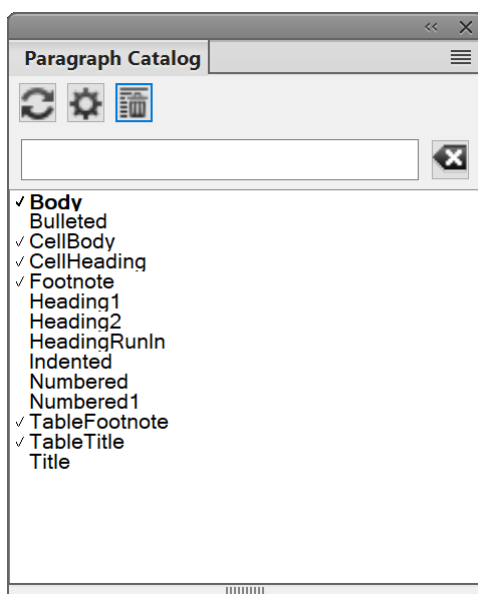 Paragraph Catalog
✓ Body
Bulleted
✓ CellBody
✓ CellHeading
✓ Footnote
Heading1
Heading2
HeadingRunIn
Indented
Numbered
Numbered1
✓ TableFootnote
✓ TableTitle
Title